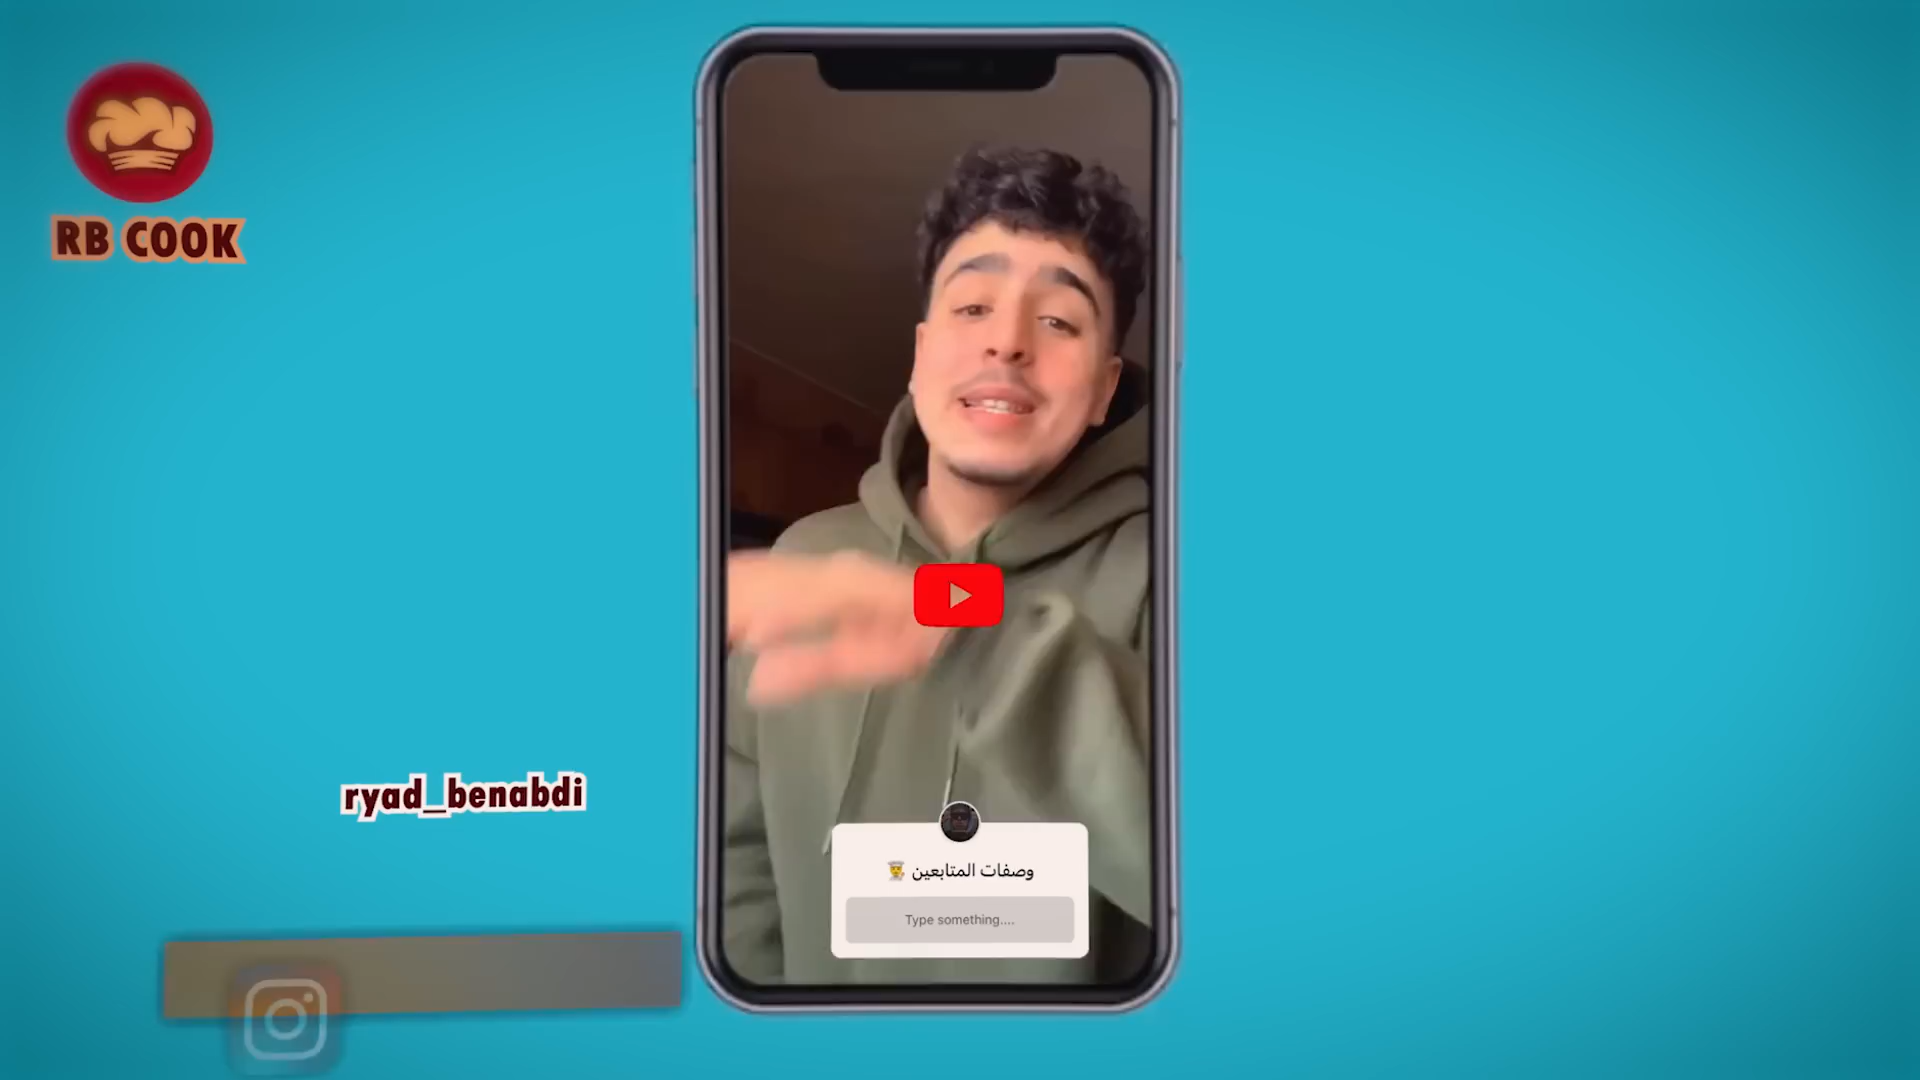 RB COOK
ryad_benabdi
وصفات المتابعين 👨‍🍳
Type something....